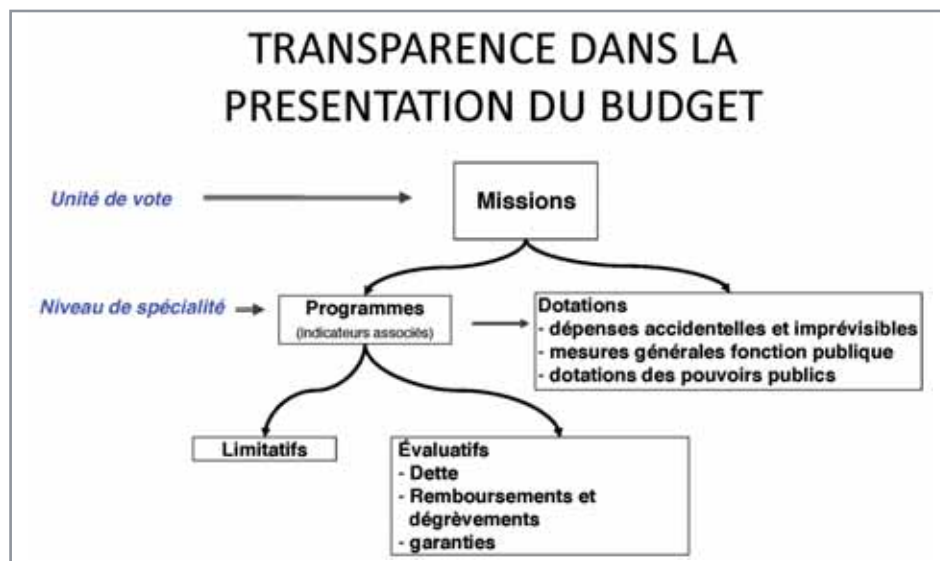 TRANSPARENCE DANS LA
PRESENTATION DU BUDGET
Unité de vote
Missions
Niveau de spécialité
Programmes
(indicateurs associés)
Dotations
- dépenses accidentelles et imprévisibles
- mesures générales fonction publique
- dotations des pouvoirs publics
Limitatifs
Évaluatifs
- Dette
- Remboursements et
dégrèvements
- garanties